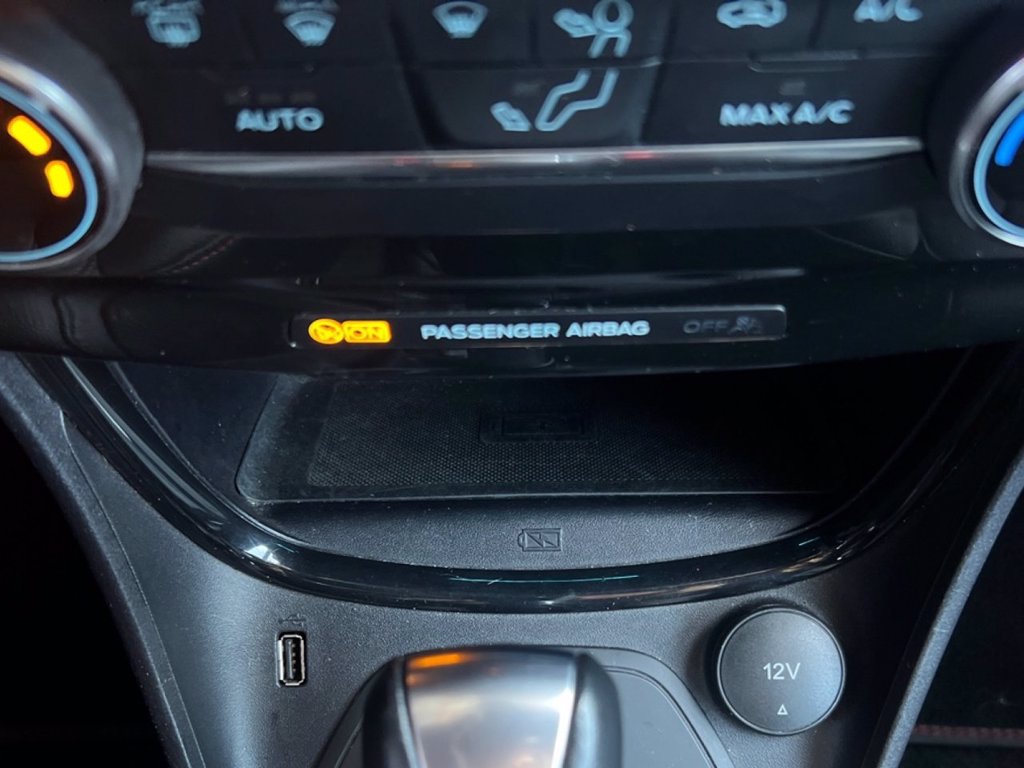 A/C
AUTO
MAX A/C
ON PASSENGER AIRBAG OFF
12V